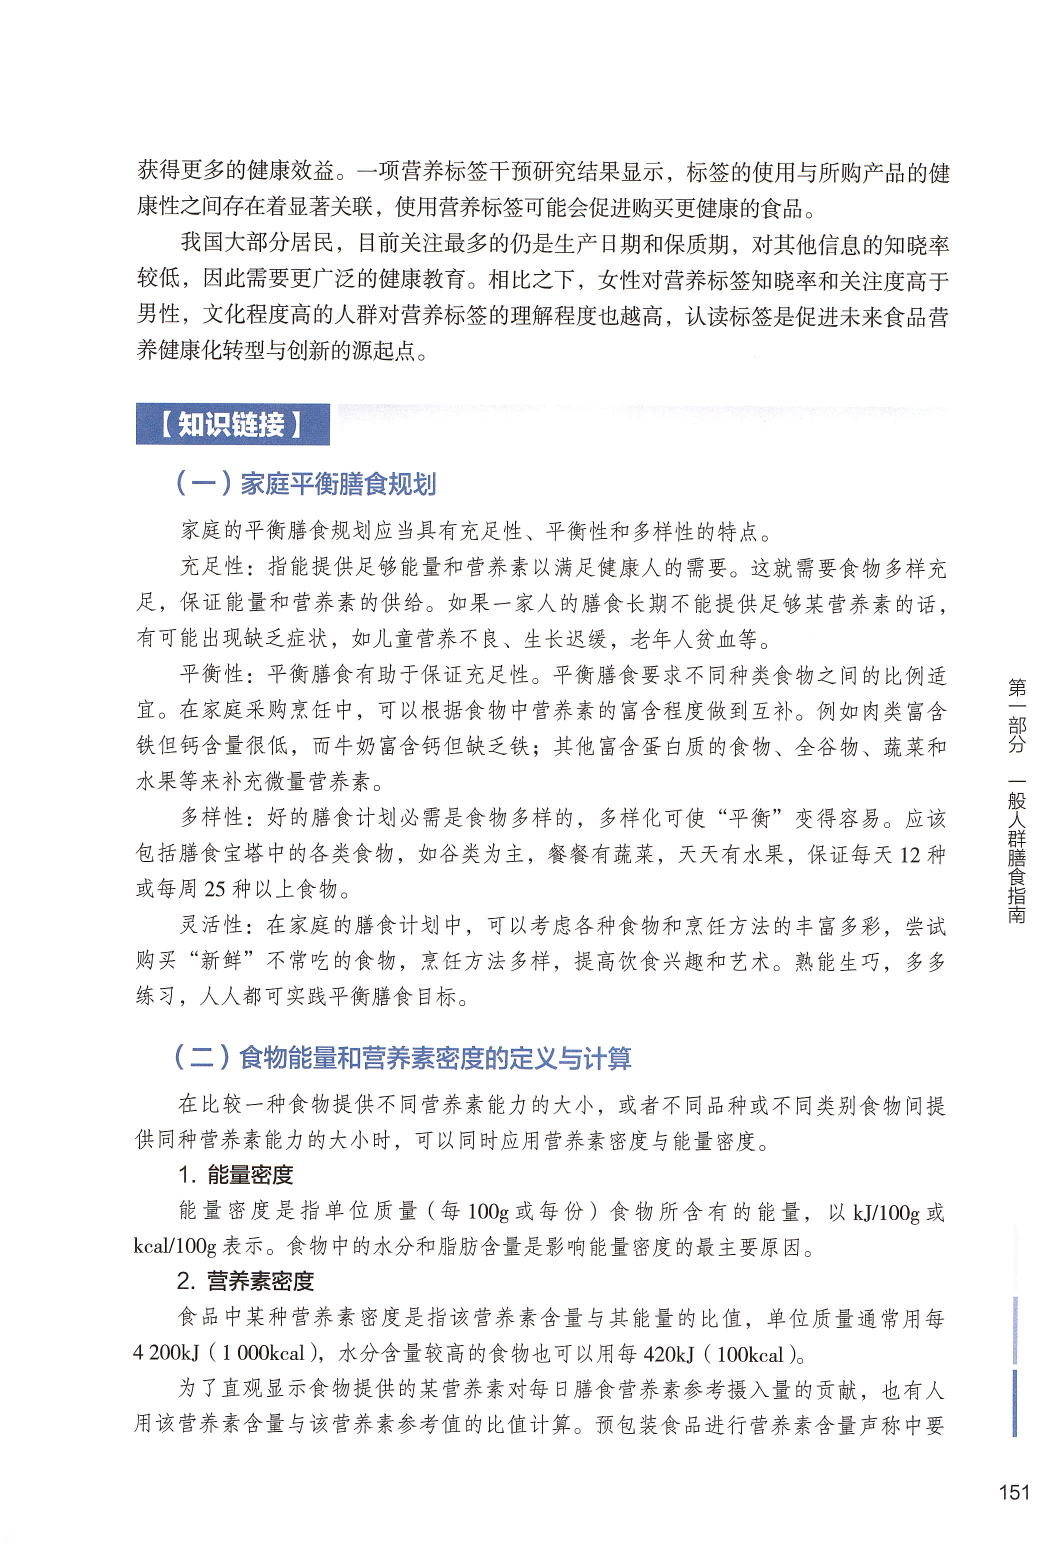 获得更多的健康效益。一项营养标签干预研究结果显示，标签的使用与所购产品的健
康性之间存在着显著关联，使用营养标签可能会促进购买更健康的食品。
我国大部分居民，目前关注最多的仍是生产日期和保质期，对其他信息的知晓率
较低，因此需要更广泛的健康教育。相比之下，女性对营养标签知晓率和关注度高于
男性，文化程度高的人群对营养标签的理解程度也越高，认读标签是促进未来食品营
养健康化转型与创新的源起点。
【知识链接】
（一）家庭平衡膳食规划
家庭的平衡膳食规划应当具有充足性、平衡性和多样性的特点。
充足性：指能提供足够能量和营养素以满足健康人的需要。这就需要食物多样充
足，保证能量和营养素的供给。如果一家人的膳食长期不能提供足够某营养素的话，
有可能出现缺乏症状，如儿童营养不良、生长迟缓，老年人贫血等。
平衡性：平衡膳食有助于保证充足性。平衡膳食要求不同种类食物之间的比例适
宜。在家庭采购烹饪中，可以根据食物中营养素的富含程度做到互补。例如肉类富含
铁但钙含量很低，而牛奶富含钙但缺乏铁；其他富含蛋白质的食物、全谷物、蔬菜和
水果等来补充微量营养素。
多样性：好的膳食计划必需是食物多样的，多样化可使“平衡”变得容易。应该
包括膳食宝塔中的各类食物，如谷类为主，餐餐有蔬菜，天天有水果，保证每天 12 种
或每周 25 种以上食物。
灵活性：在家庭的膳食计划中，可以考虑各种食物和烹饪方法的丰富多彩，尝试
购买“新鲜”不常吃的食物，烹饪方法多样，提高饮食兴趣和艺术。熟能生巧，多多
练习，人人都可实践平衡膳食目标。
（二）食物能量和营养素密度的定义与计算
在比较一种食物提供不同营养素能力的大小，或者不同品种或不同类别食物间提
供同种营养素能力的大小时，可以同时应用营养素密度与能量密度。
1. 能量密度
能量密度是指单位质量（每 100g 或每份）食物所含有的能量，以 kJ/100g 或
kcal/100g 表示。食物中的水分和脂肪含量是影响能量密度的最主要原因。
2. 营养素密度
食品中某种营养素密度是指该营养素含量与其能量的比值，单位质量通常用每
4 200kJ（1 000kcal），水分含量较高的食物也可以用每 420kJ（100kcal）。
为了直观显示食物提供的某营养素对每日膳食营养素参考摄入量的贡献，也有人
用该营养素含量与该营养素参考值的比值计算。预包装食品进行营养素含量声称中要
第一部分 一般人群膳食指南
151